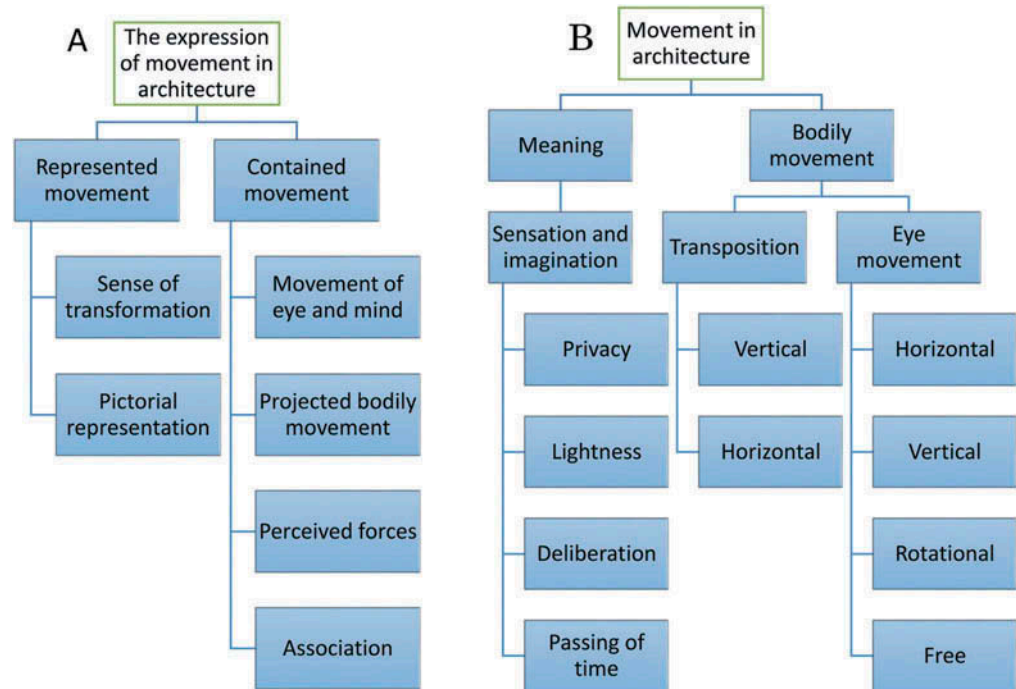 A
The expression
of movement in
architecture
Represented
movement
Sense of
transformation
Pictorial
representation
Contained
movement
Movement of
eye and mind
Projected bodily
movement
Perceived forces
Association
B
Movement in
architecture
Meaning
Sensation and
imagination
Privacy
Lightness
Deliberation
Passing of
time
Bodily
movement
Transposition
Vertical
Horizontal
Eye
movement
Horizontal
Vertical
Rotational
Free